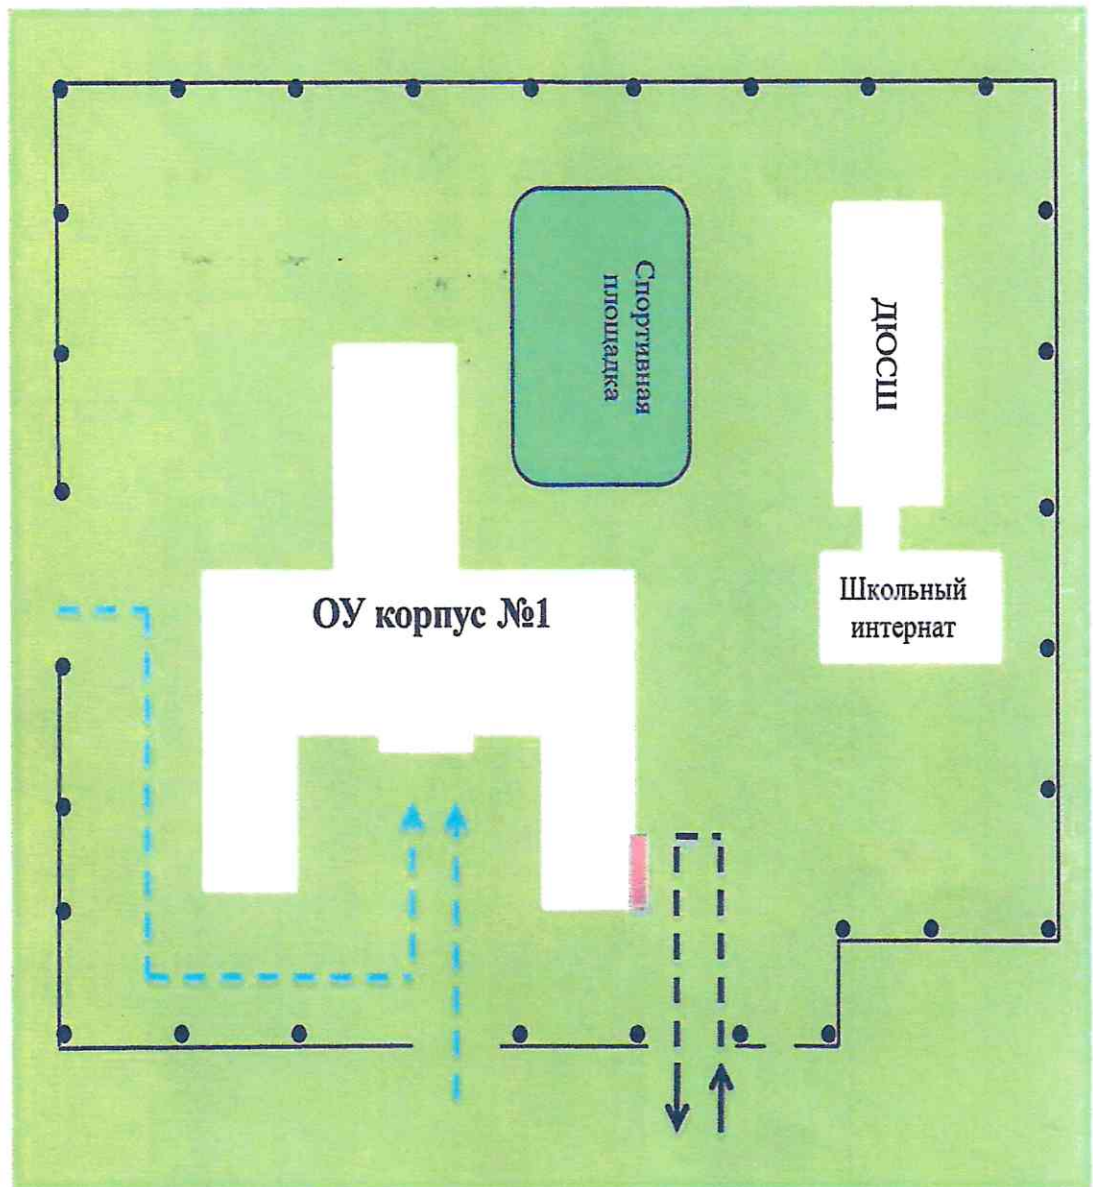 Спортивная
площадка
ДЮСШ
ОУ корпус №1
Школьный
интернат